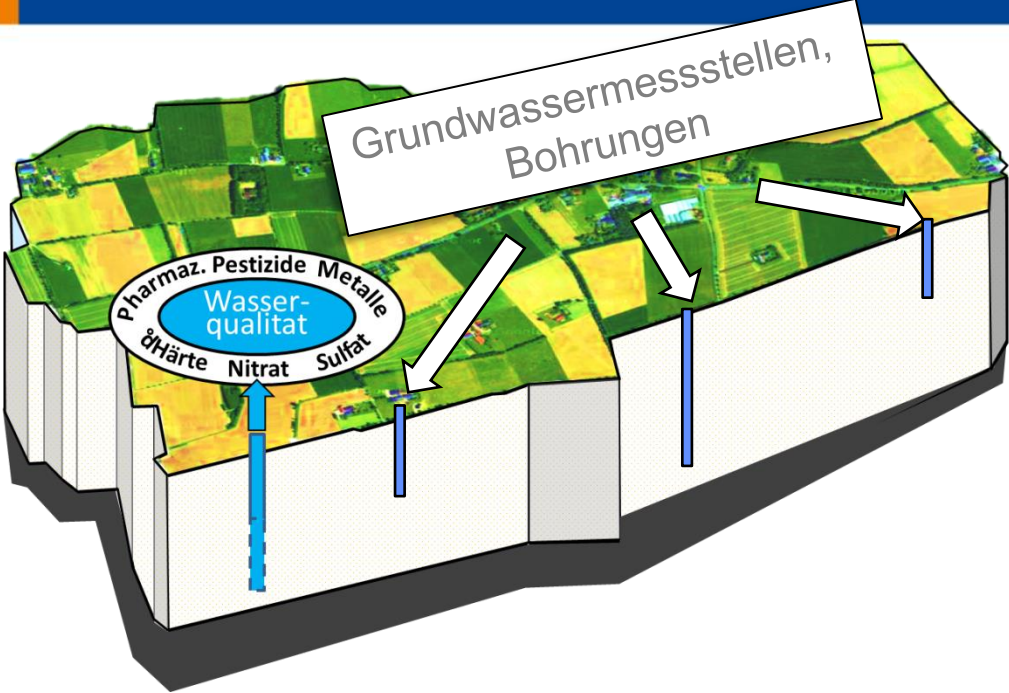 Grundwassermessstellen,
Bohrungen
Pharmaz. Pestizide Metalle
Wasser-
qualitat
°dHärte Nitrat Sulfat